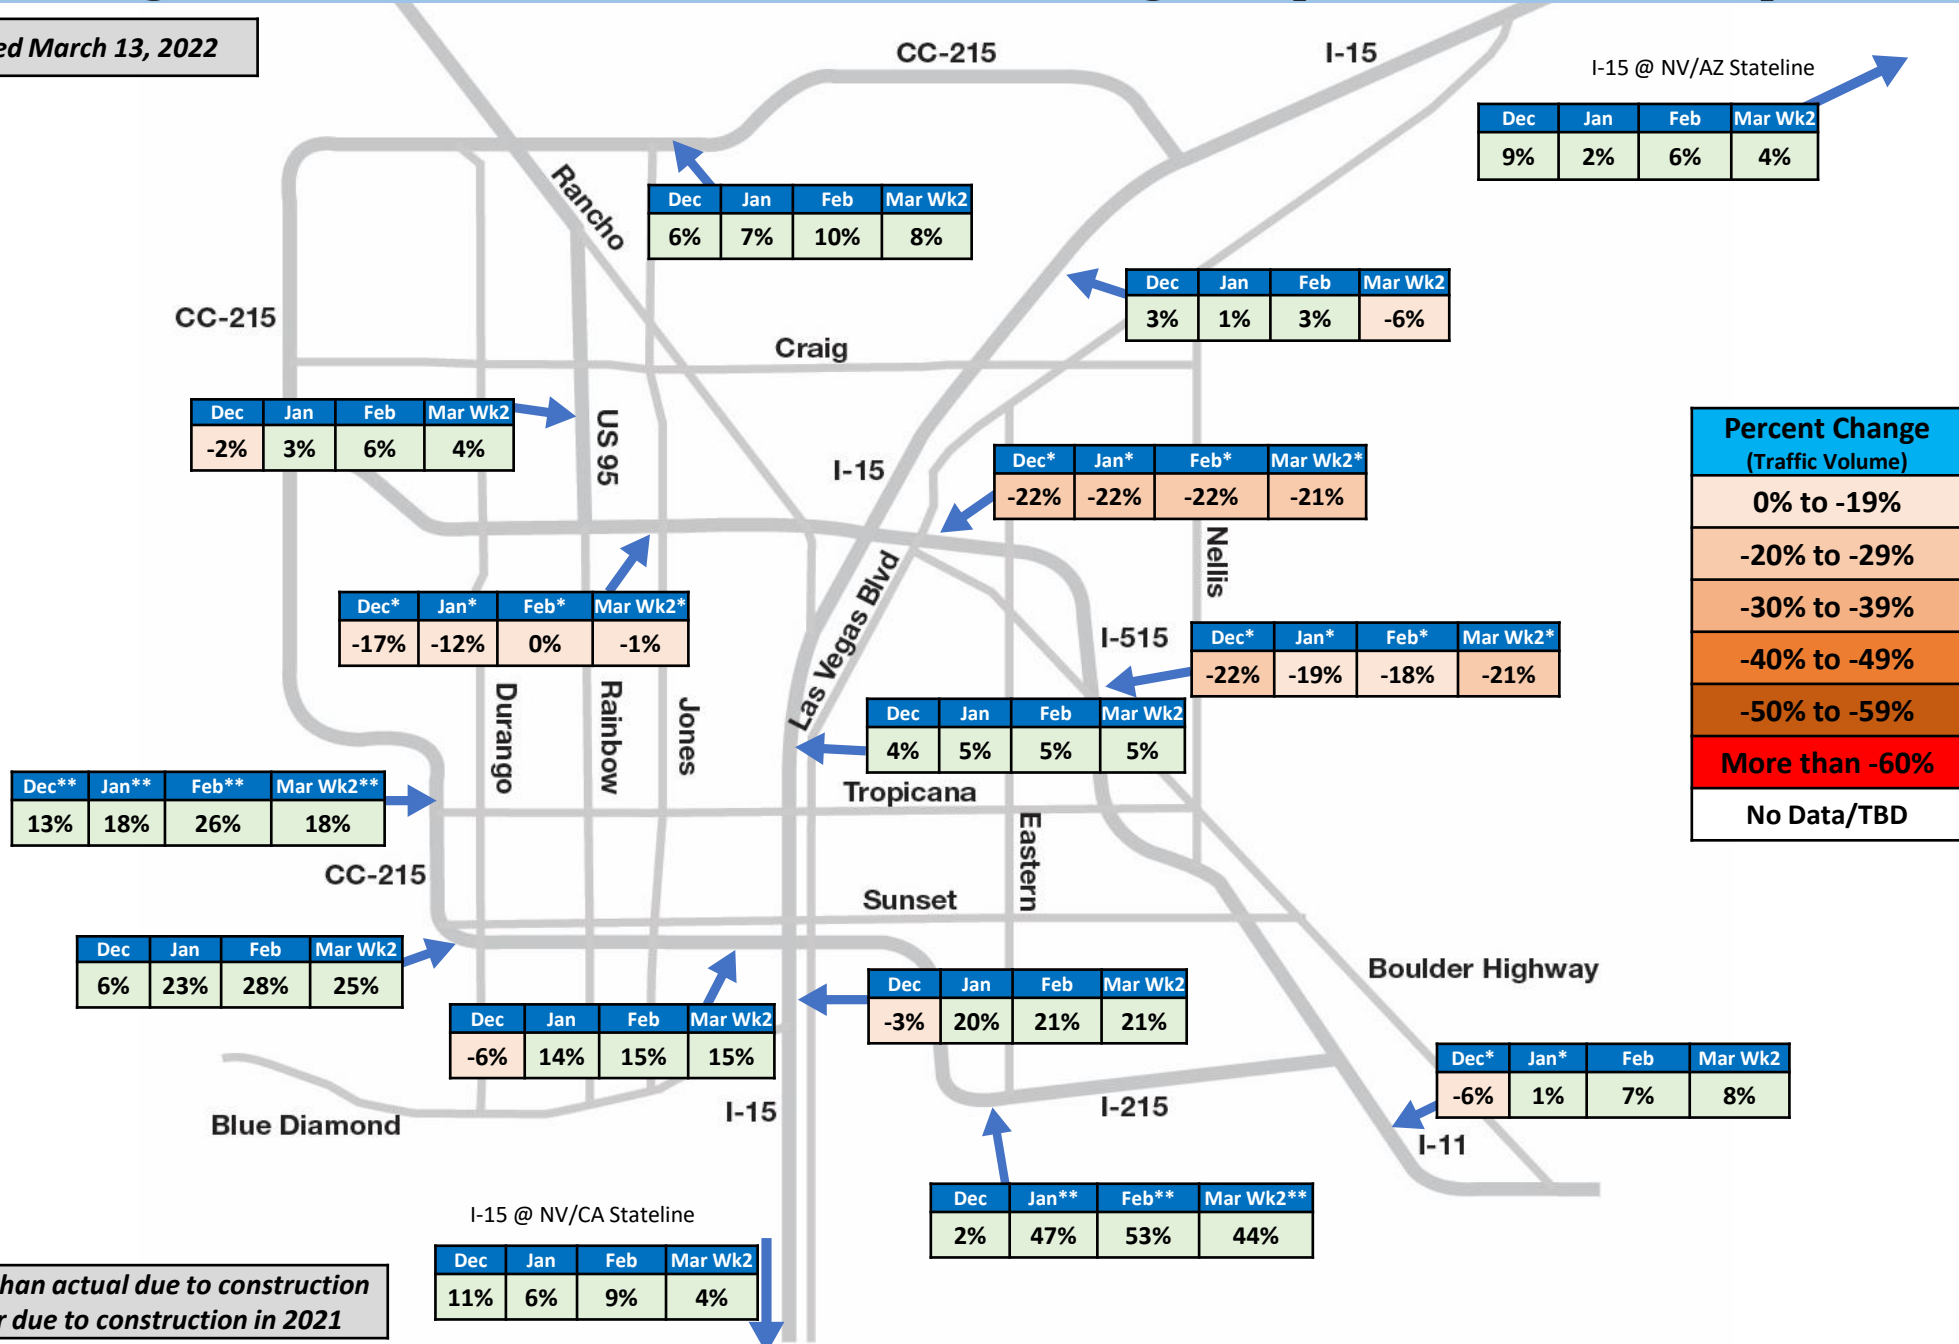 ed March 13, 2022
CC-215
I-15
I-15 @ NV/AZ Stateline
Dec Jan Feb Mar Wk2
9% 2% 6% 4%
Rancho
Dec Jan Feb Mar Wk2
6% 7% 10% 8%
Dec Jan Feb Mar Wk2
3% 1% 3% -6%
CC-215
Craig
Dec Jan Feb Mar Wk2
-2% 3% 6% 4%
US 95
I-15
Dec* Jan* Feb* Mar Wk2*
-22% -22% -22% -21%
Nellis
Percent Change
(Traffic Volume)
0% to -19%
-20% to -29%
-30% to -39%
-40% to -49%
-50% to -59%
More than -60%
No Data/TBD
Las Vegas Blvd
Dec* Jan* Feb* Mar Wk2*
-17% -12% 0% -1%
I-515
Dec* Jan* Feb* Mar Wk2*
-22% -19% -18% -21%
Durango
Rainbow
Jones
Dec Jan Feb Mar Wk2
4% 5% 5% 5%
Dec** Jan** Feb** Mar Wk2**
13% 18% 26% 18%
Tropicana
Eastern
CC-215
Sunset
Dec Jan Feb Mar Wk2
6% 23% 28% 25%
Boulder Highway
Dec Jan Feb Mar Wk2
-3% 20% 21% 21%
Dec Jan Feb Mar Wk2
-6% 14% 15% 15%
Dec* Jan* Feb Mar Wk2
-6% 1% 7% 8%
Blue Diamond
I-15
I-215
I-11
Dec Jan** Feb** Mar Wk2**
2% 47% 53% 44%
I-15 @ NV/CA Stateline
Dec Jan Feb Mar Wk2
11% 6% 9% 4%
han actual due to construction
r due to construction in 2021